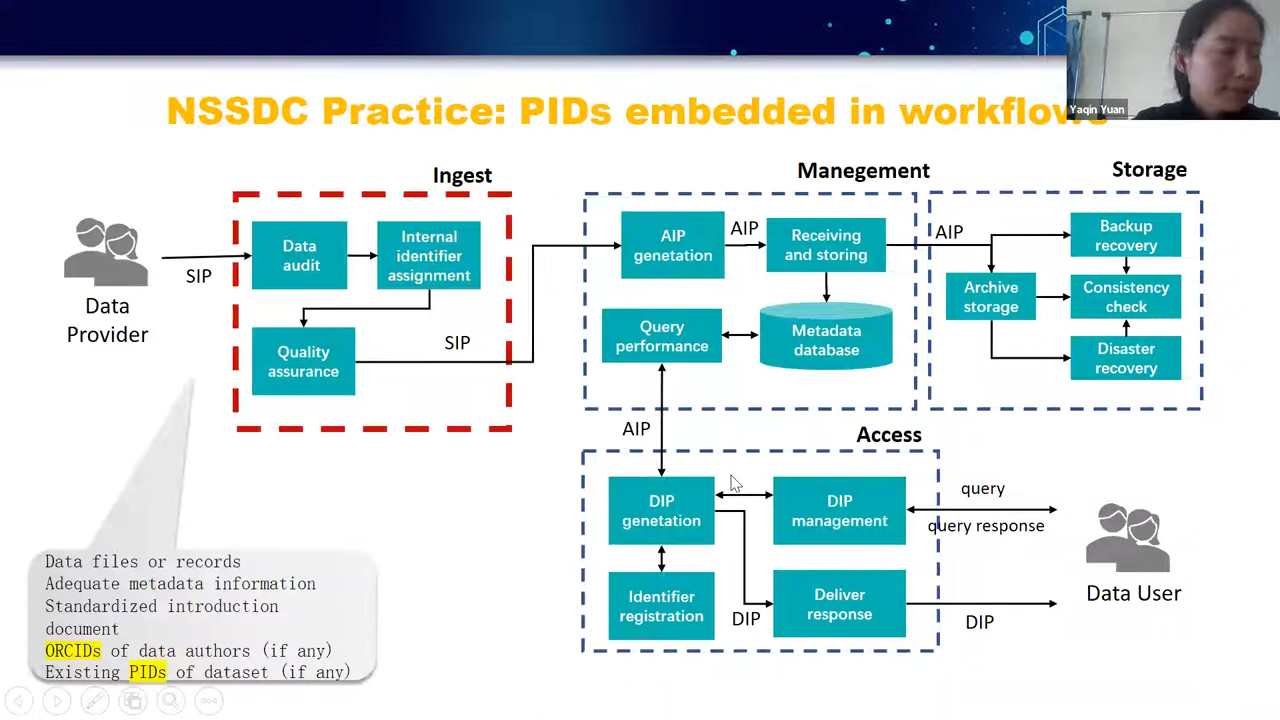 Yaqin Yuan
NSSDC Practice: PIDs embedded in workflows
Ingest
Manegement
Storage
Data
Provider
SIP
Data
audit
Internal
identifier
assignment
Quality
assurance
SIP
AIP
genetation
AIP
Receiving
and storing
Query
performance
Metadata
database
AIP
Archive
storage
Backup
recovery
Consistency
check
Disaster
recovery
AIP
Access
DIP
genetation
DIP
management
Identifier
registration
DIP
Deliver
response
query
query response
DIP
Data User
Data files or records
Adequate metadata information
Standardized introduction
document
ORCIDs of data authors (if any)
Existing PIDs of dataset (if any)